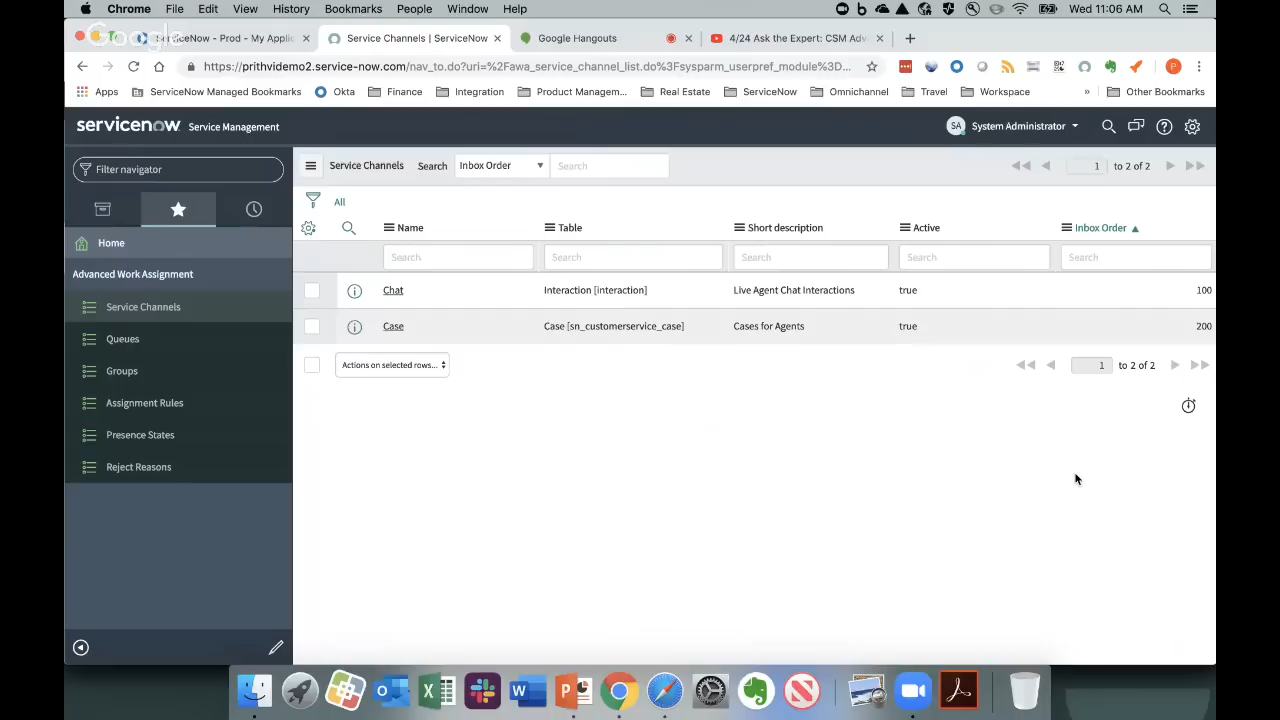 Chrome File Edit View History Bookmarks People Window Help Wed 11:06 AM
Google
ServiceNow - Prod - My Applic
Service Channels | ServiceNow
Google Hangouts
4/24 Ask the Expert: CSM Adv
https://prithvidemo2.service-now.com/nav_to.do?uri=%2Fawa_service_channel_list.do%3Fsysparm_userpref_module%3D...
P
Apps ServiceNow Managed Bookmarks Okta Finance Integration Product Managem... Real Estate ServiceNow Omnichannel Travel Workspace » Other Bookmarks
servicenow Service Management
SA System Administrator
Filter navigator
Service Channels Search Inbox Order Search 1 to 2 of 2
All
Name Table Short description Active Inbox Order ▲
Search Search Search Search Search
Chat Interaction [interaction] Live Agent Chat Interactions true 100
Case Case [sn_customerservice_case] Cases for Agents true 200
Actions on selected rows... 1 to 2 of 2
Home
Advanced Work Assignment
Service Channels
Queues
Groups
Assignment Rules
Presence States
Reject Reasons